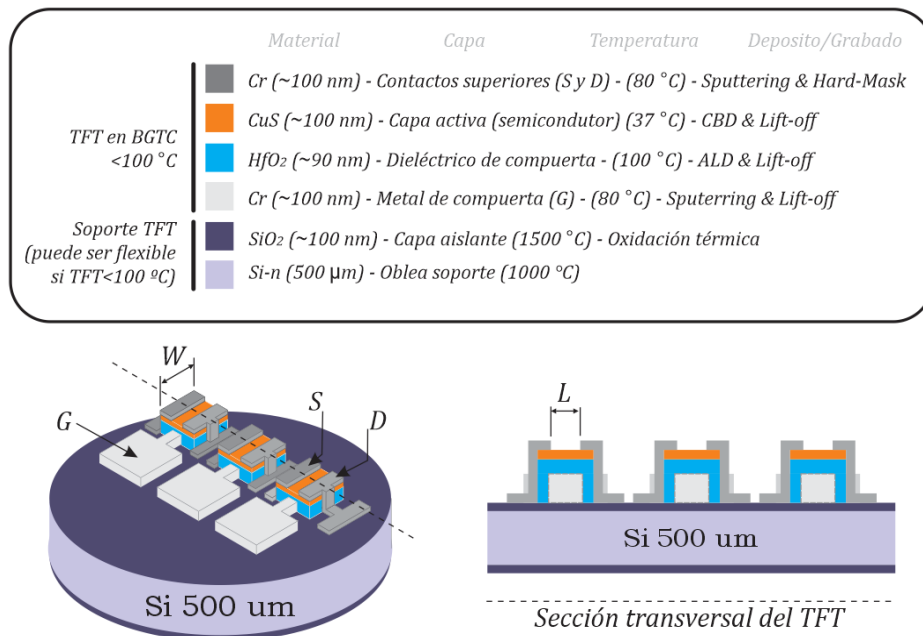 Material Capa Temperatura Deposito/Grabado
Cr (~100 nm) - Contactos superiores (S y D) - (80 °C) - Sputtering & Hard-Mask
TFT en BGTC
<100 °C
CuS (~100 nm) - Capa activa (semicondutor) (37 °C) - CBD & Lift-off
HfO₂ (~90 nm) - Dieléctrico de compuerta - (100 °C) - ALD & Lift-off
Cr (~100 nm) - Metal de compuerta (G) - (80 °C) - Sputerring & Lift-off
Soporte TFT
(puede ser flexible
si TFT<100 ºC)
SiO₂ (~100 nm) - Capa aislante (1500 °C) - Oxidación térmica
Si-n (500 µm) - Oblea soporte (1000 °C)
W
S
G
D
L
Si 500 um
Si 500 um
Sección transversal del TFT